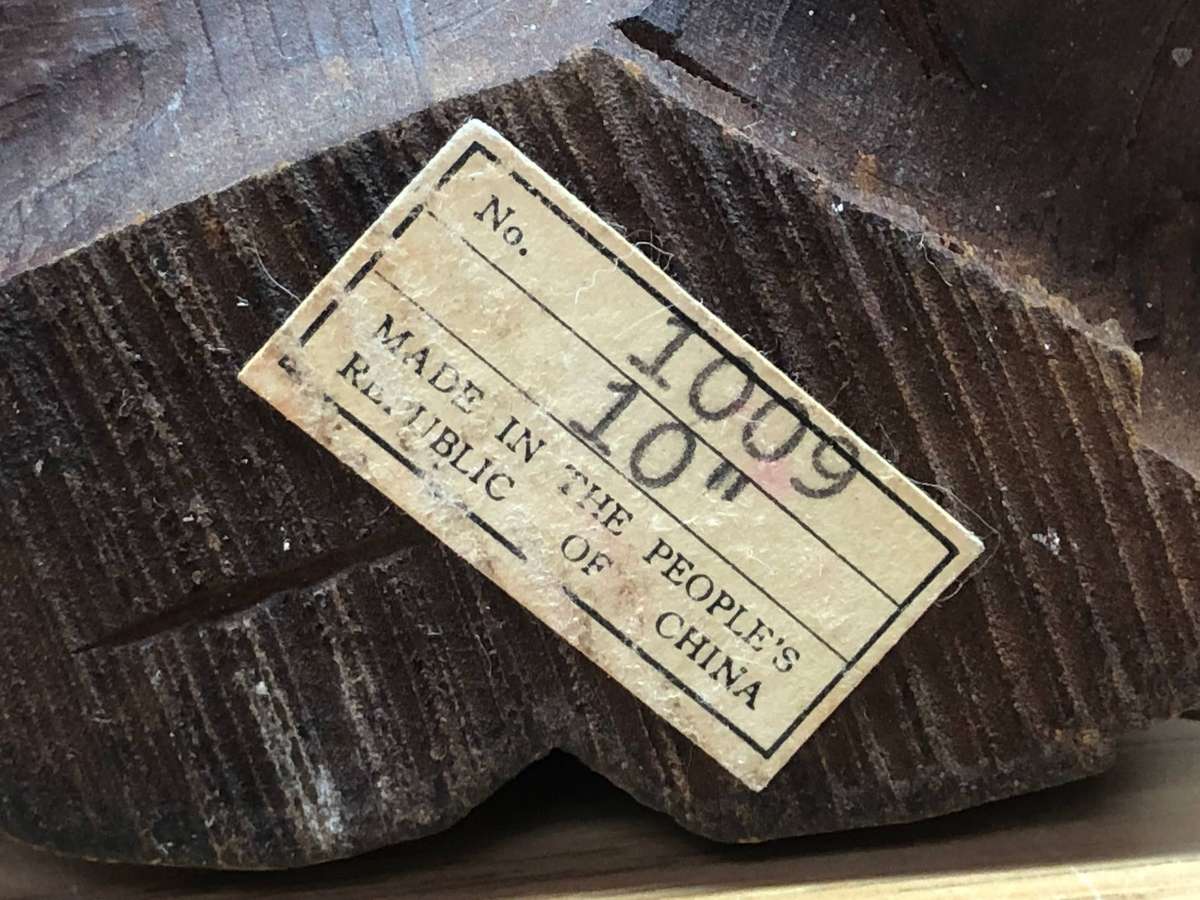 No. 1009
10"
MADE IN THE PEOPLE'S
REPUBLIC OF CHINA